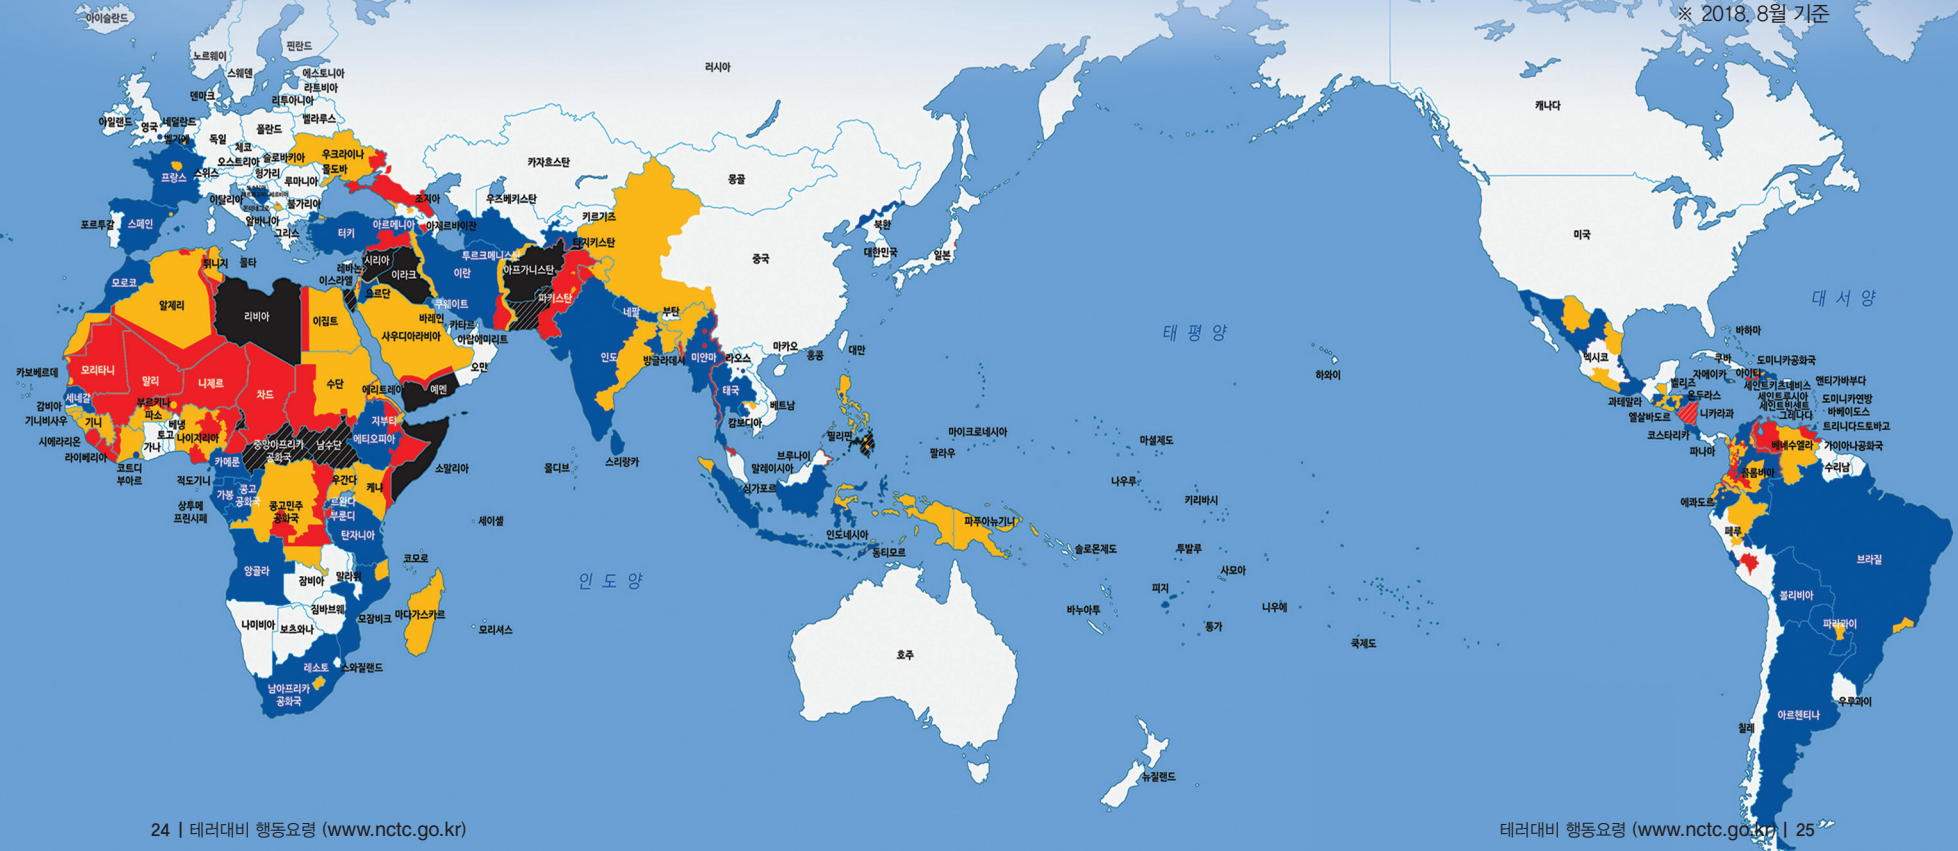 ※ 2018. 8월 기준
아이슬란드
노르웨이
핀란드
스웨덴
에스토니아
라트비아
리투아니아
덴마크
벨라루스
아일랜드
영국
네덜란드
벨기에
독일
폴란드
체코
오스트리아
슬로바키아
우크라이나
몰도바
헝가리
루마니아
프랑스
스위스
이탈리아
불가리아
알바니아
그리스
포르투갈
스페인
몰타
터키
조지아
아르메니아
아제르바이잔
러시아
카자흐스탄
우즈베키스탄
키르기즈
타지키스탄
투르크메니스탄
몽골
중국
북한
대한민국
일본
시리아
이라크
레바논
이스라엘
요르단
이란
쿠웨이트
바레인
카타르
아랍에미리트
사우디아라비아
오만
예멘
아프가니스탄
파키스탄
네팔
부탄
인도
방글라데시
미얀마
라오스
태국
베트남
캄보디아
마카오
홍콩
대만
필리핀
스리랑카
몰디브
브루나이
말레이시아
싱가포르
인도네시아
동티모르
파푸아뉴기니
모로코
알제리
튀니지
리비아
이집트
모리타니
말리
니제르
차드
수단
에리트레아
지부티
에티오피아
소말리아
카보베르데
세네갈
감비아
기니비사우
기니
시에라리온
라이베리아
코트디
부아르
부르키나
파소
가나
토고
베냉
나이지리아
카메룬
중앙아프리카
공화국
남수단
적도기니
상투메
프린시페
가봉
콩고
공화국
콩고민주
공화국
우간다
케냐
르완다
부룬디
탄자니아
세이셸
앙골라
잠비아
말라위
코모로
모잠비크
마다가스카르
모리셔스
짐바브웨
나미비아
보츠와나
스와질랜드
레소토
남아프리카
공화국
인 도 양
태 평 양
대 서 양
호주
뉴질랜드
마이크로네시아
팔라우
마셜제도
나우루
키리바시
솔로몬제도
투발루
사모아
피지
바누아투
니우에
통가
쿡제도
하와이
캐나다
미국
멕시코
바하마
쿠바
도미니카공화국
자메이카
아이티
벨리즈
온두라스
과테말라
엘살바도르
니카라과
코스타리카
파나마
세인트키츠네비스
세인트루시아
세인트빈센트
그레나다
앤티가바부다
도미니카연방
바베이도스
트리니다드토바고
베네수엘라
가이아나공화국
수리남
콜롬비아
에콰도르
페루
브라질
볼리비아
파라과이
우루과이
칠레
아르헨티나
24 | 테러대비 행동요령 (www.nctc.go.kr)
테러대비 행동요령 (www.nctc.go.kr) | 25